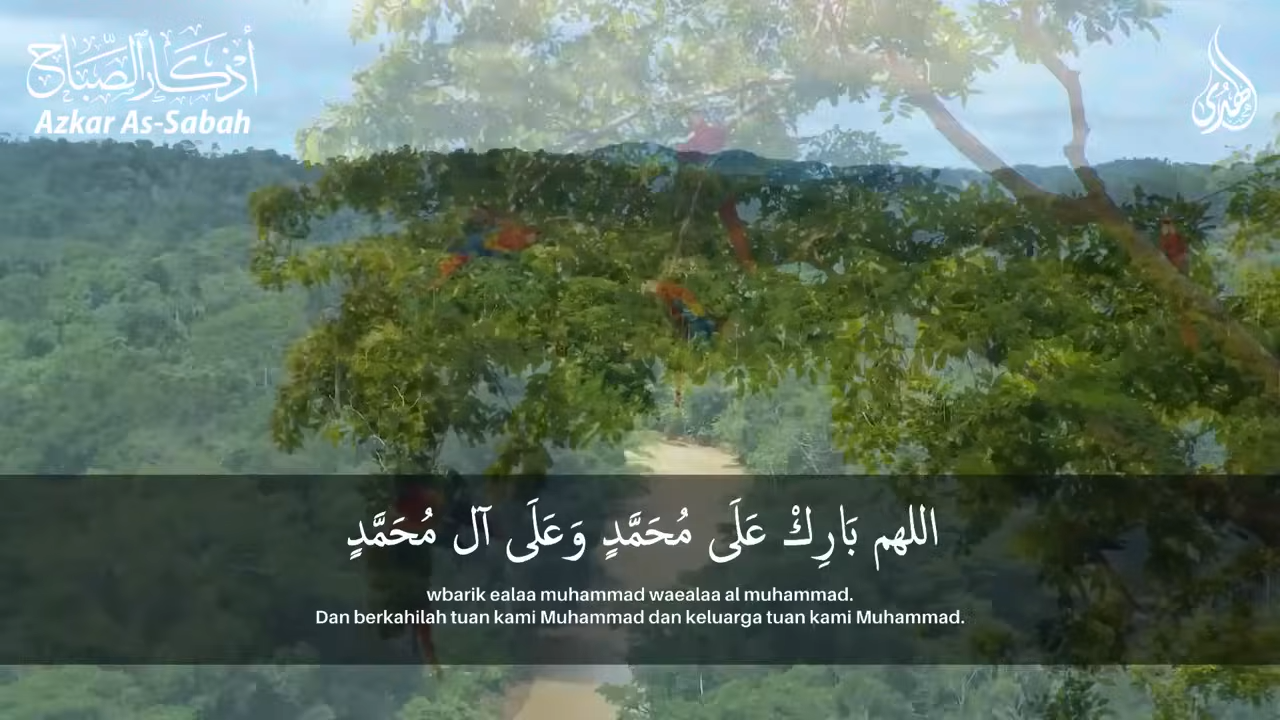 أذكار الصباح
Azkar As-Sabah
الهدى
اللهم بَارِكْ عَلَى مُحَمَّدٍ وَعَلَى آل مُحَمَّدٍ
wbarik ealaa muhammad waealaa al muhammad.
Dan berkahilah tuan kami Muhammad dan keluarga tuan kami Muhammad.